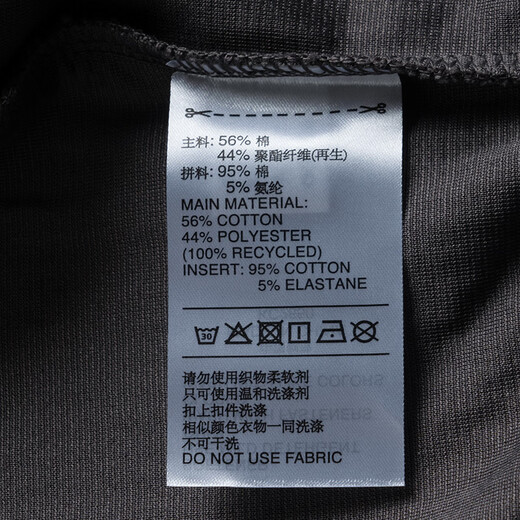 主料: 56% 棉
44% 聚酯纤维(再生)
拼料: 95% 棉
5% 氨纶
MAIN MATERIAL:
56% COTTON
44% POLYESTER
(100% RECYCLED)
INSERT: 95% COTTON
5% ELASTANE
30
请勿使用织物柔软剂
只可使用温和洗涤剂
扣上扣件洗涤
相似颜色衣物一同洗涤
不可干洗
DO NOT USE FABRIC